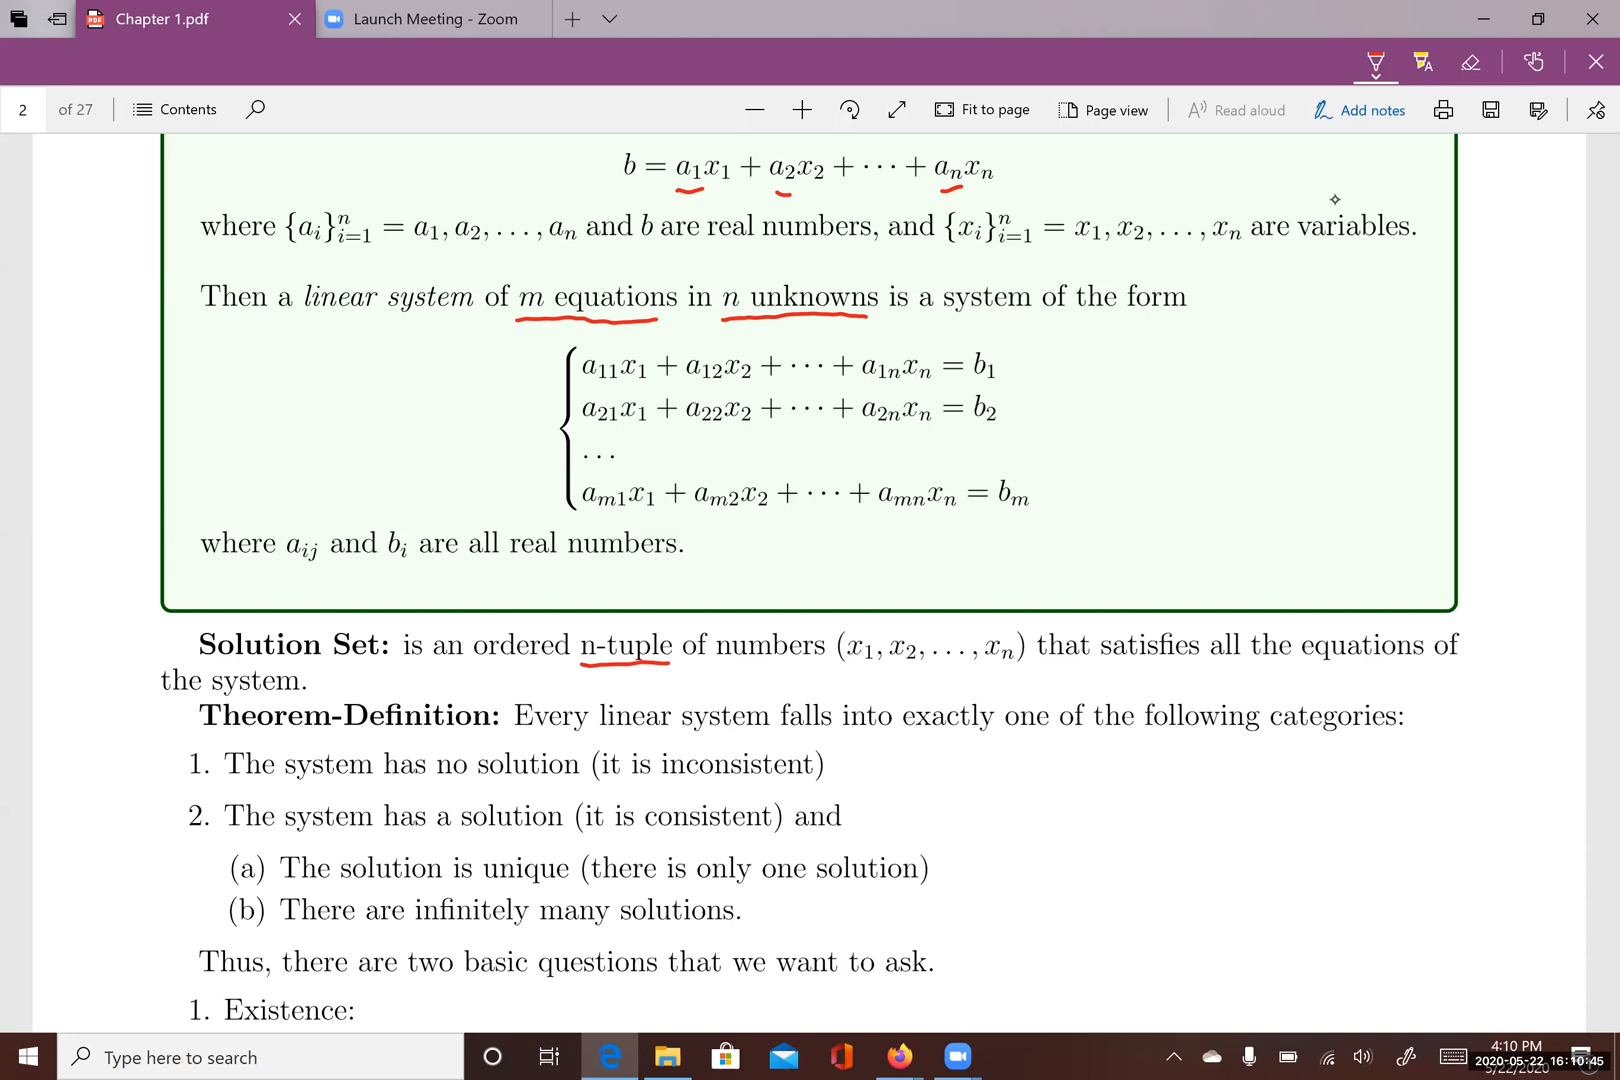 Chapter 1.pdf
Launch Meeting - Zoom
2 of 27 Contents Fit to page Page view Read aloud Add notes
b = a₁x₁ + a₂x₂ + ··· + aₙxₙ
where {aᵢ}ⁿᵢ₌₁ = a₁, a₂, . . . , aₙ and b are real numbers, and {xᵢ}ⁿᵢ₌₁ = x₁, x₂, . . . , xₙ are variables.
Then a linear system of m equations in n unknowns is a system of the form
a₁₁x₁ + a₁₂x₂ + ··· + a₁ₙxₙ = b₁
a₂₁x₁ + a₂₂x₂ + ··· + a₂ₙxₙ = b₂
. . .
aₘ₁x₁ + aₘ₂x₂ + ··· + aₘₙxₙ = bₘ
where aᵢⱼ and bᵢ are all real numbers.
Solution Set: is an ordered n-tuple of numbers (x₁, x₂, . . . , xₙ) that satisfies all the equations of
the system.
Theorem-Definition: Every linear system falls into exactly one of the following categories:
1. The system has no solution (it is inconsistent)
2. The system has a solution (it is consistent) and
(a) The solution is unique (there is only one solution)
(b) There are infinitely many solutions.
Thus, there are two basic questions that we want to ask.
1. Existence:
Type here to search
4:10 PM
2020-05-22 16:10:45
5/22/2020